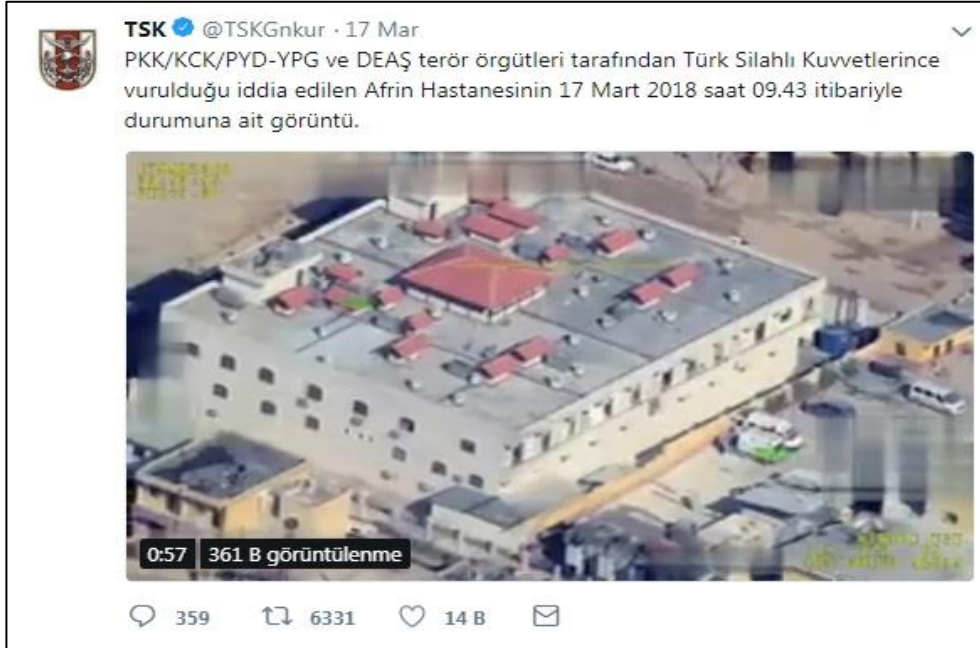 TSK @TSKGnkur · 17 Mar
PKK/KCK/PYD-YPG ve DEAŞ terör örgütleri tarafından Türk Silahlı Kuvvetlerince
vurulduğu iddia edilen Afrin Hastanesinin 17 Mart 2018 saat 09.43 itibariyle
durumuna ait görüntü.
0:57 361 B görüntülenme
359 6331 14 B